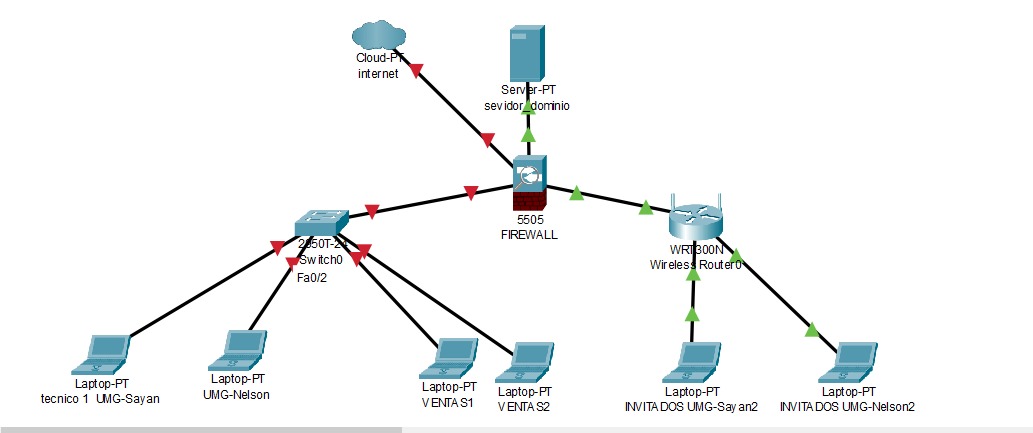 Cloud-PT
internet
Server-PT
sevidor_dominio
5505
FIREWALL
2950T-24
Switch0
Fa0/2
WRT300N
Wireless Router0
Laptop-PT
tecnico 1 UMG-Sayan
Laptop-PT
UMG-Nelson
Laptop-PT
VENTAS1
Laptop-PT
VENTAS2
Laptop-PT
INVITADOS UMG-Sayan2
Laptop-PT
INVITADOS UMG-Nelson2